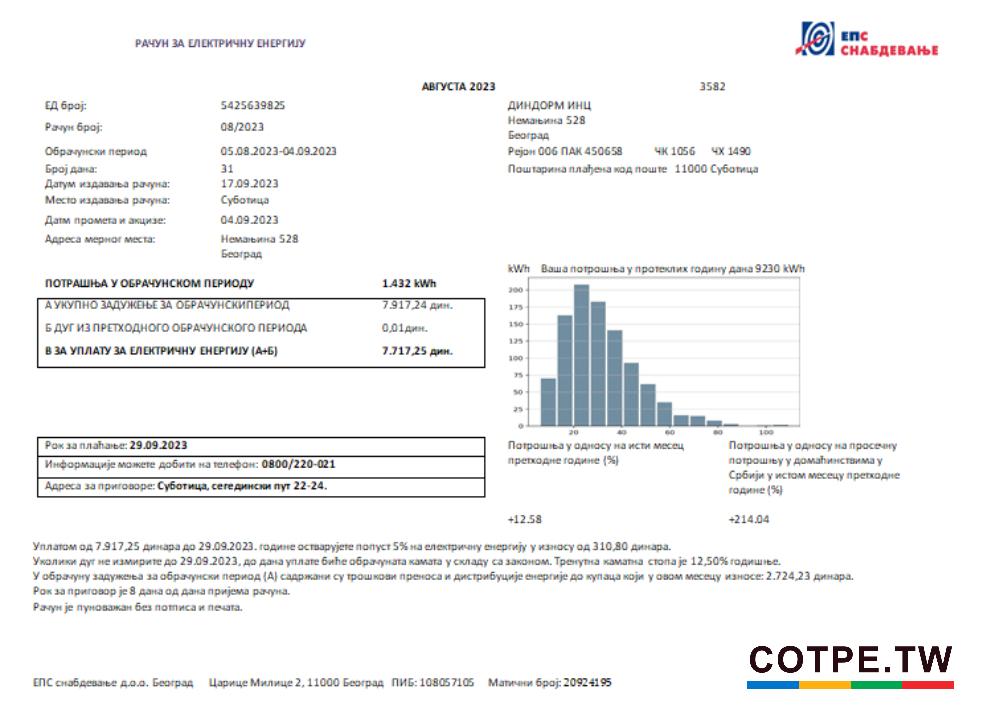 РАЧУН ЗА ЕЛЕКТРИЧНУ ЕНЕРГИЈУ
ЕПС
СНАБДЕВАЊЕ
АВГУСТА 2023 3582
ЕД број: 5425639825
Рачун број: 08/2023
Обрачунски период 05.08.2023-04.09.2023
Број дана: 31
Датум издавања рачуна: 17.09.2023
Место издавања рачуна: Суботица
Датм промета и акцизе: 04.09.2023
Адреса мерног места: Немањина 528
Београд
ДИНДОРМ ИНЦ
Немањина 528
Београд
Рејон 006 ПАК 450658 ЧК 1056 ЧХ 1490
Поштарина плаћена код поште 11000 Суботица
ПОТРАШЊА У ОБРАЧУНСКОМ ПЕРИОДУ 1.432 kWh
А УКУПНО ЗАДУЖЕЊЕ ЗА ОБРАЧУНСКИПЕРИОД 7.917,24 дин.
Б ДУГ ИЗ ПРЕТХОДНОГ ОБРАЧУНСКОГ ПЕРИОДА 0,01дин.
В ЗА УПЛАТУ ЗА ЕЛЕКТРИЧНУ ЕНЕРГИЈУ (А+Б) 7.717,25 дин.
kWh Ваша потрошња у протеклих годину дана 9230 kWh
200
175
150
125
100
75
50
25
0
20 40 60 80 100
Рок за плаћање: 29.09.2023
Информације можете добити на телефон: 0800/220-021
Адреса за приговоре: Суботица, сегедински пут 22-24.
Потрошња у односу на исти месец
претходне године (%)
+12.58
Потрошња у односу на просечну
потрошњу у домаћинствима у
Србији у истом месецу претходне
године (%)
+214.04
Уплатом од 7.917,25 динара до 29.09.2023. године остварујете попуст 5% на електричну енергију у износу од 310,80 динара.
Уколики дуг не измирите до 29.09.2023, до дана уплате биће обрачуната камата у складу са законом. Тренутна каматна стопа је 12,50% годишње.
У обрачуну задужења за обрачунски период (А) садржани су трошкови преноса и дистрибуције енергије до купаца који у овом месецу износе: 2.724,23 динара.
Рок за приговор је 8 дана од дана пријема рачуна.
Рачун је пуноважан без потписа и печата.
COTPE.TW
ЕПС снабдевање д.о.о. Београд Царице Милице 2, 11000 Београд ПИБ: 108057105 Матични број: 20924195